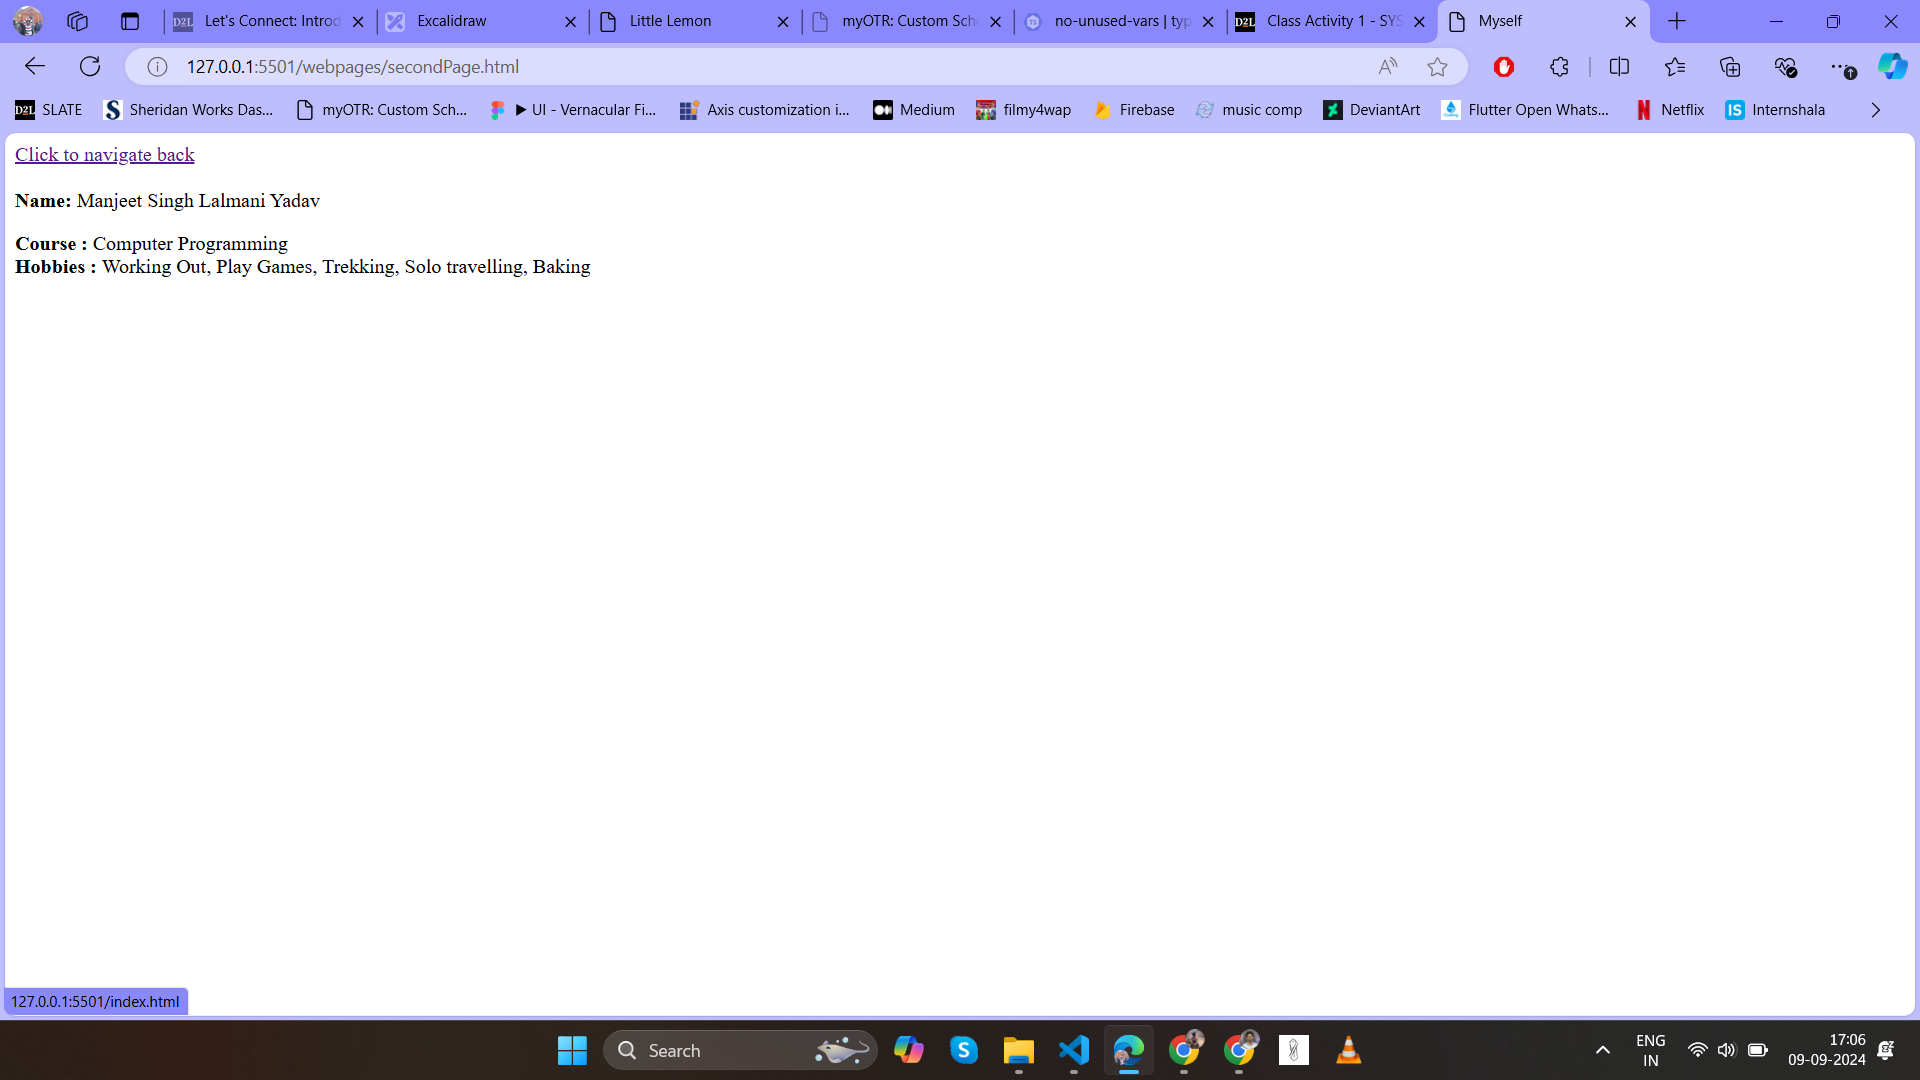 Let's Connect: Introd
Excalidraw
Little Lemon
myOTR: Custom Sch
no-unused-vars | typ
D2L Class Activity 1 - SYS
Myself
127.0.0.1:5501/webpages/secondPage.html
D2L SLATE
S Sheridan Works Das...
myOTR: Custom Sch...
▶ UI - Vernacular Fi...
Axis customization i...
Medium
filmy4wap
Firebase
music comp
DeviantArt
Flutter Open Whats...
N Netflix
IS Internshala
Click to navigate back
Name: Manjeet Singh Lalmani Yadav
Course : Computer Programming
Hobbies : Working Out, Play Games, Trekking, Solo travelling, Baking
127.0.0.1:5501/index.html
Search
ENG
IN
17:06
09-09-2024